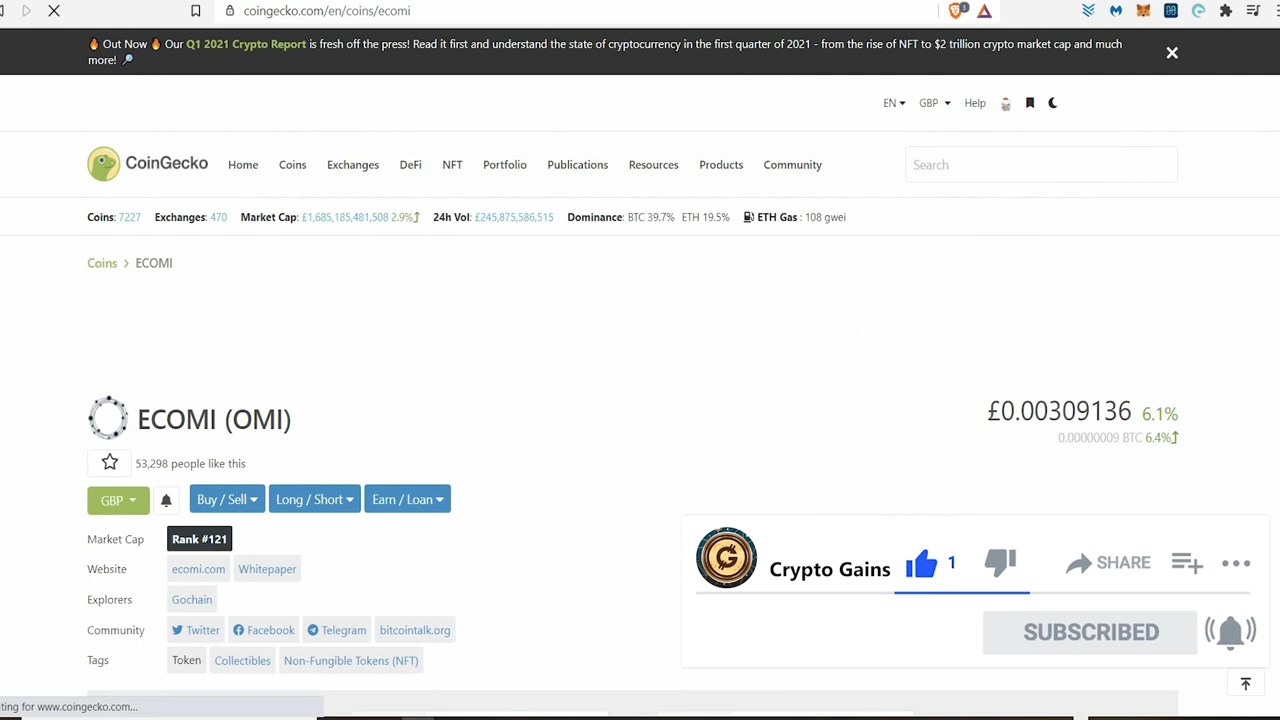 coingecko.com/en/coins/ecomi
3
🔥 Out Now 🔥 Our Q1 2021 Crypto Report is fresh off the press! Read it first and understand the state of cryptocurrency in the first quarter of 2021 - from the rise of NFT to $2 trillion crypto market cap and much
more! 🔎
EN GBP Help
CoinGecko Home Coins Exchanges DeFi NFT Portfolio Publications Resources Products Community Search
Coins: 7227 Exchanges: 470 Market Cap: £1,685,185,481,508 2.9% 24h Vol: £245,875,586,515 Dominance: BTC 39.7% ETH 19.5% ETH Gas : 108 gwei
Coins > ECOMI
ECOMI (OMI)
£0.00309136 6.1%
0.00000009 BTC 6.4%
53,298 people like this
GBP Buy / Sell Long / Short Earn / Loan
Market Cap Rank #121
Website ecomi.com Whitepaper
Explorers Gochain
Community Twitter Facebook Telegram bitcointalk.org
Tags Token Collectibles Non-Fungible Tokens (NFT)
Crypto Gains 1 SHARE
SUBSCRIBED
ting for www.coingecko.com...